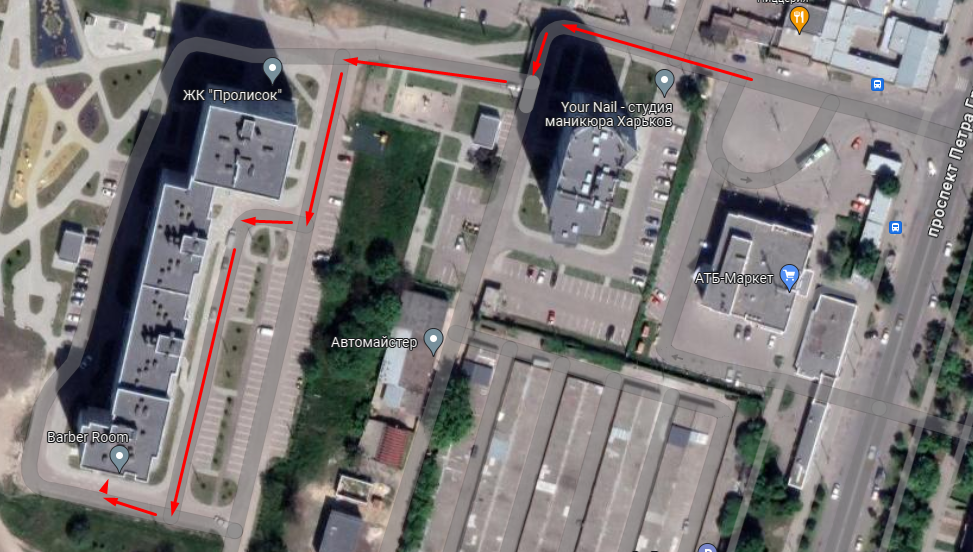 ЖК "Пролисок"
Your Nail - студия
маникюра Харьков
проспект Петра Г
АТБ-Маркет
Автомайстер
Barber Room